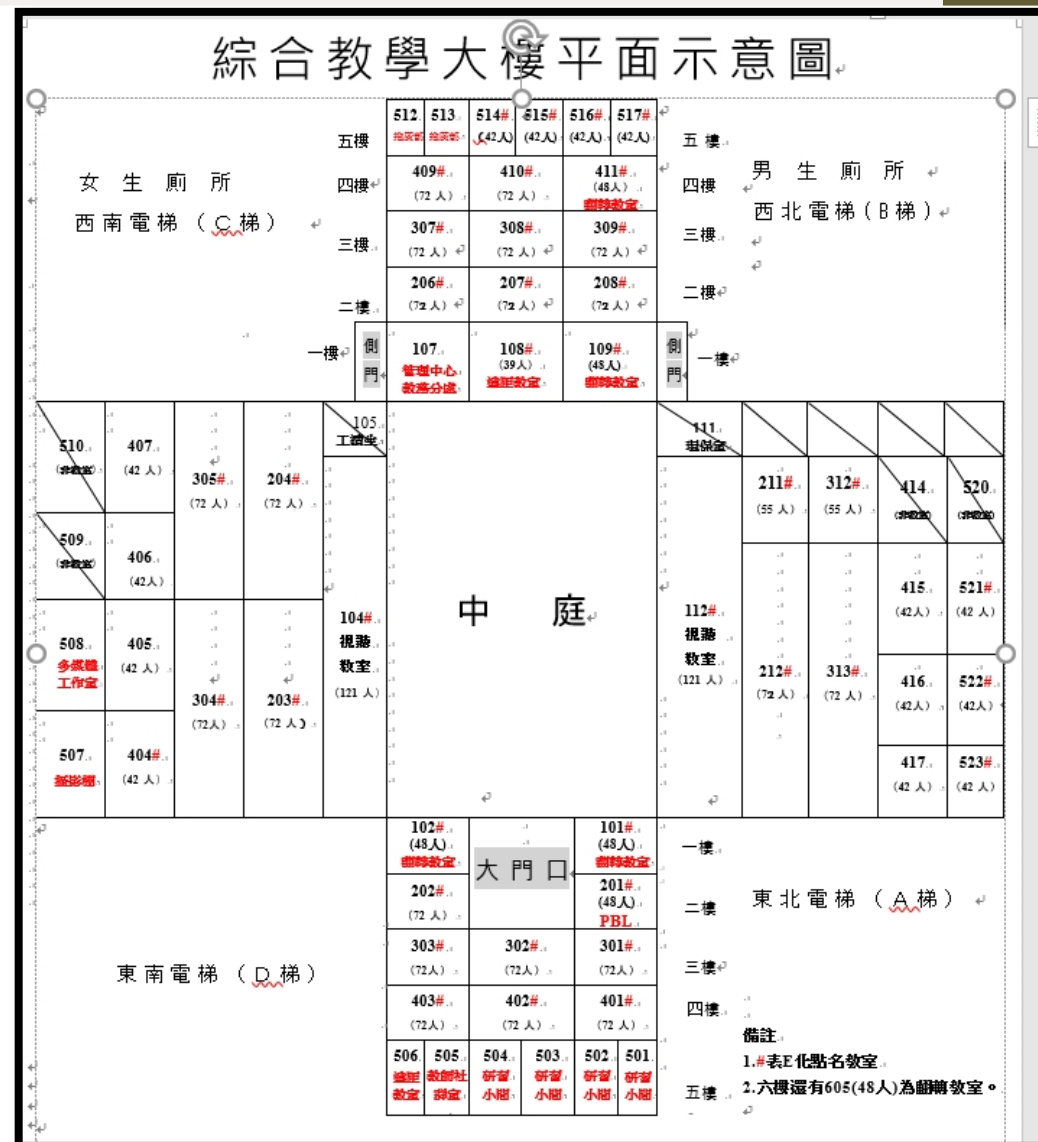 綜合教學大樓平面示意圖
五樓
512 513 514# 515# 516# 517#
(42人) (42人) (42人) (42人)
五樓
女生廁所
西南電梯（C梯）
男生廁所
西北電梯(B梯)
四樓
409# 410# 411#
(72人) (72人) (48人)
翻轉教室
四樓
三樓
307# 308# 309#
(72人) (72人) (72人)
三樓
二樓
206# 207# 208#
(72人) (72人) (72人)
二樓
一樓
側門
107 108# 109#
管理中心 (39人) (48人)
教務分處 遠距教室 翻轉教室
側門
一樓
510
(非教室)
407
(42人)
305#
(72人)
204#
(72人)
105
工讀生
509
(非教室)
406
(42人)
508
多媒體
工作室
405
(42人)
304#
(72人)
203#
(72人)
104#
視聽
教室
(121人)
507
攝影棚
404#
(42人)
中庭
111
環保室
112#
視聽
教室
(121人)
211#
(55人)
312#
(55人)
414
(非教室)
520
(非教室)
212#
(72人)
313#
(72人)
415
(42人)
521#
(42人)
416
(42人)
522#
(42人)
417
(42人)
523#
(42人)
102#
(48人)
翻轉教室
大門口
101#
(48人)
翻轉教室
一樓
202#
(72人)
201#
(48人)
PBL
二樓
東北電梯（A梯）
東南電梯（D梯）
303# 302# 301#
(72人) (72人) (72人)
三樓
403# 402# 401#
(72人) (72人) (72人)
四樓
506 505 504 503 502 501
遠距 教師社 研習 研習 研習 研習
教室 群室 小間 小間 小間 小間
五樓
備註
1.#表E化點名教室
2.六樓還有605(48人)為翻轉教室。